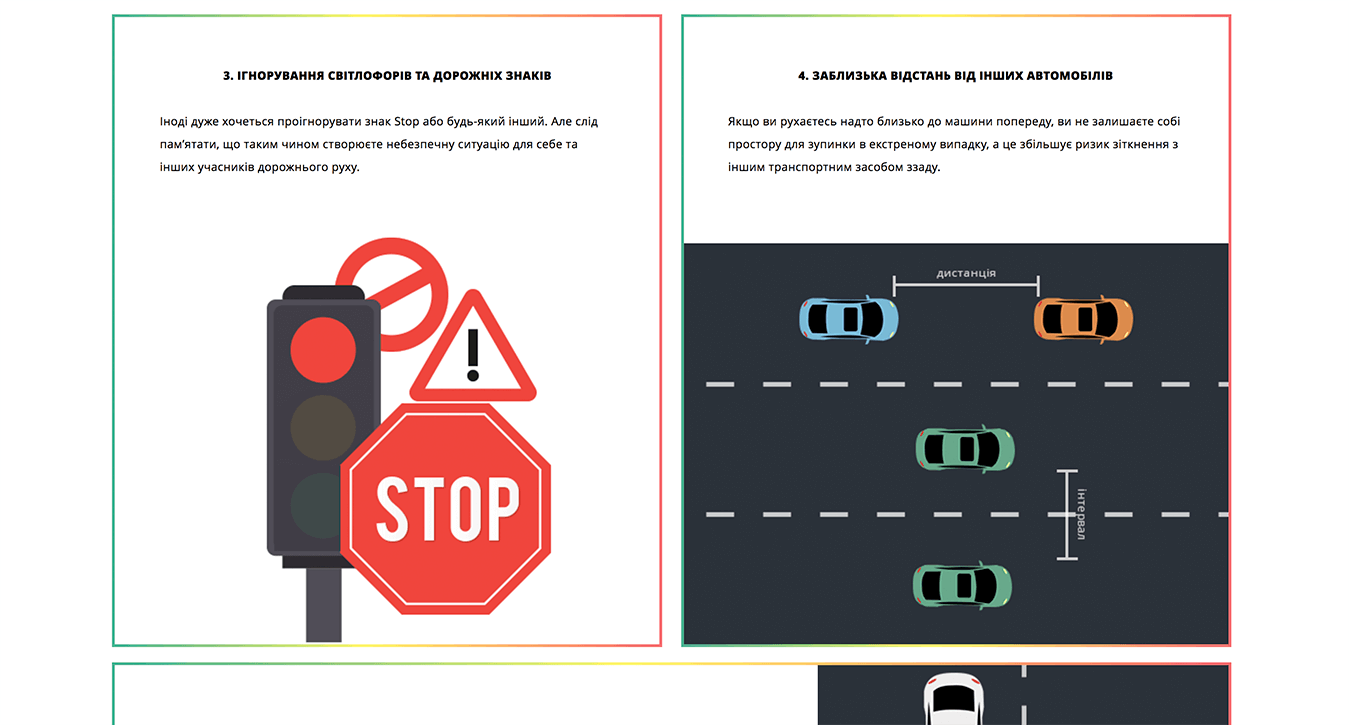 3. ІГНОРУВАННЯ СВІТЛОФОРІВ ТА ДОРОЖНІХ ЗНАКІВ
Іноді дуже хочеться проігнорувати знак Stop або будь-який інший. Але слід
пам'ятати, що таким чином створюєте небезпечну ситуацію для себе та
інших учасників дорожнього руху.
STOP
4. ЗАБЛИЗЬКА ВІДСТАНЬ ВІД ІНШИХ АВТОМОБІЛІВ
Якщо ви рухаєтесь надто близько до машини попереду, ви не залишаєте собі
простору для зупинки в екстреному випадку, а це збільшує ризик зіткнення з
іншим транспортним засобом ззаду.
дистанція
інтервал